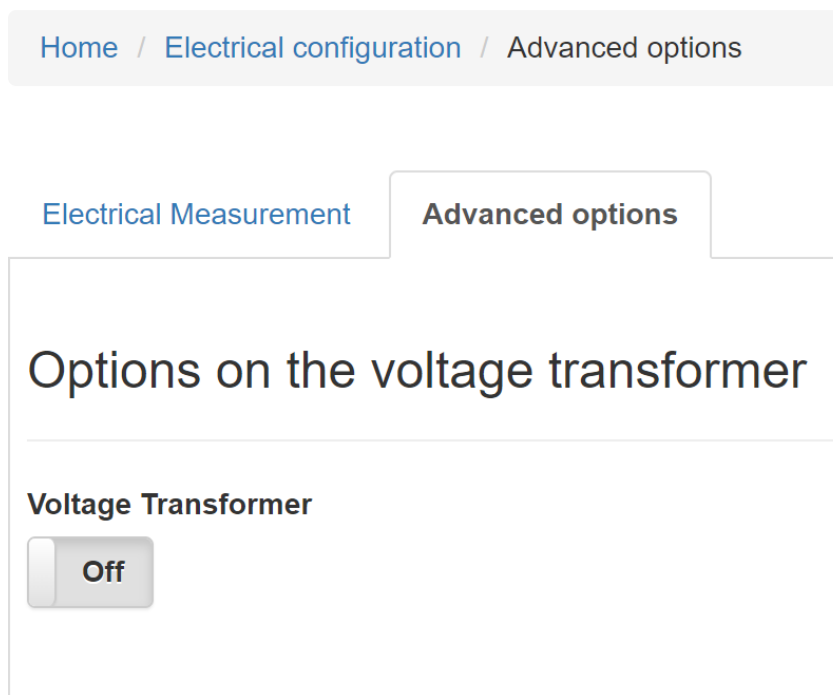 Home / Electrical configuration / Advanced options
Electrical Measurement Advanced options
Options on the voltage transformer
Voltage Transformer
Off